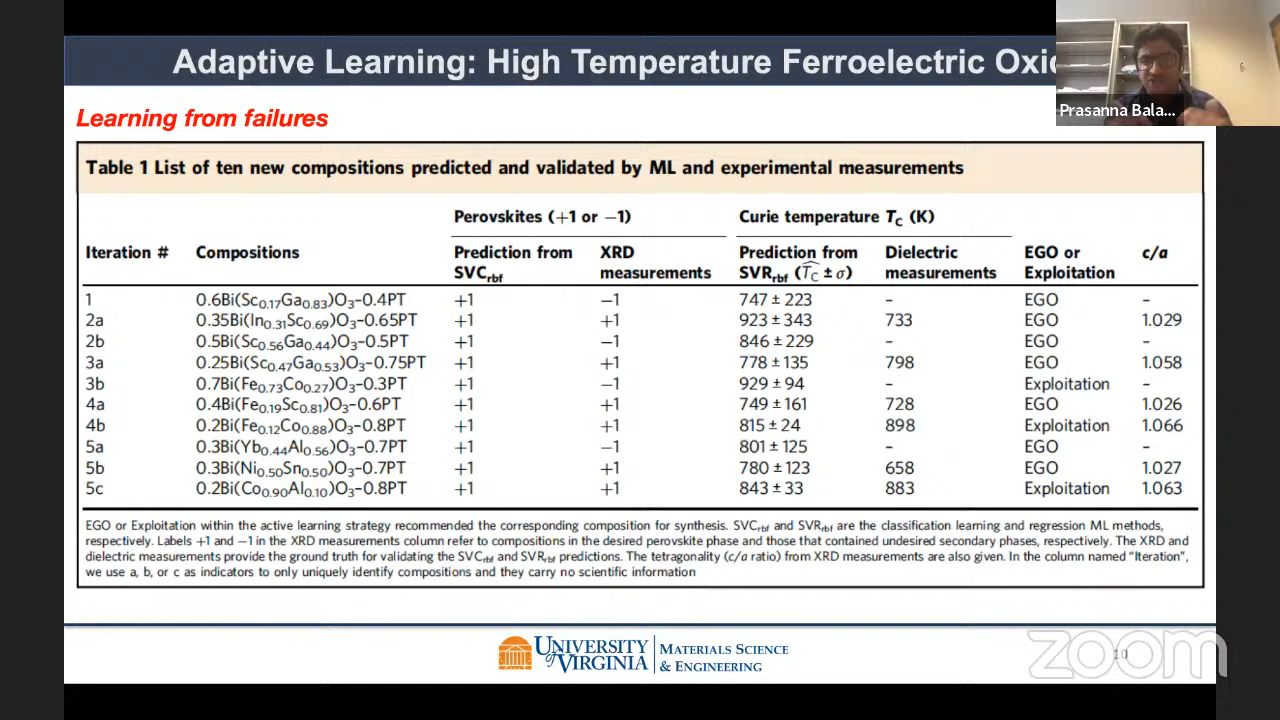 Adaptive Learning: High Temperature Ferroelectric Oxi
Prasanna Bala...
Learning from failures
Table 1 List of ten new compositions predicted and validated by ML and experimental measurements
Perovskites (+1 or −1) Curie temperature Tc (K)
Iteration # Compositions Prediction from XRD Prediction from Dielectric EGO or c/a
SVCrbf measurements SVRrbf (T̂c ± σ) measurements Exploitation
1 0.6Bi(Sc0.17Ga0.83)O3–0.4PT +1 −1 747 ± 223 – EGO –
2a 0.35Bi(In0.31Sc0.69)O3–0.65PT +1 +1 923 ± 343 733 EGO 1.029
2b 0.5Bi(Sc0.56Ga0.44)O3–0.5PT +1 −1 846 ± 229 – EGO –
3a 0.25Bi(Sc0.47Ga0.53)O3–0.75PT +1 +1 778 ± 135 798 EGO 1.058
3b 0.7Bi(Fe0.73Co0.27)O3–0.3PT +1 −1 929 ± 94 – Exploitation –
4a 0.4Bi(Fe0.19Sc0.81)O3–0.6PT +1 +1 749 ± 161 728 EGO 1.026
4b 0.2Bi(Fe0.12Co0.88)O3–0.8PT +1 +1 815 ± 24 898 Exploitation 1.066
5a 0.3Bi(Yb0.44Al0.56)O3–0.7PT +1 −1 801 ± 125 – EGO –
5b 0.3Bi(Ni0.50Sn0.50)O3–0.7PT +1 +1 780 ± 123 658 EGO 1.027
5c 0.2Bi(Co0.90Al0.10)O3–0.8PT +1 +1 843 ± 33 883 Exploitation 1.063
EGO or Exploitation within the active learning strategy recommended the corresponding composition for synthesis. SVCrbf and SVRrbf are the classification learning and regression ML methods,
respectively. Labels +1 and −1 in the XRD measurements column refer to compositions in the desired perovskite phase and those that contained undesired secondary phases, respectively. The XRD and
dielectric measurements provide the ground truth for validating the SVCrbf and SVRrbf predictions. The tetragonality (c/a ratio) from XRD measurements are also given. In the column named "Iteration",
we use a, b, or c as indicators to only uniquely identify compositions and they carry no scientific information
UNIVERSITY of VIRGINIA
MATERIALS SCIENCE
& ENGINEERING
10
zoom